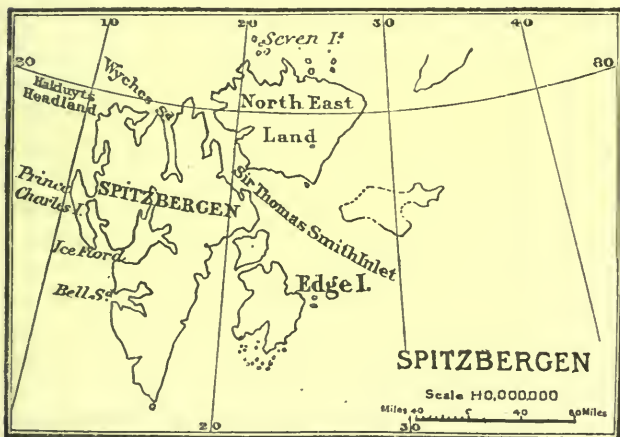 10 20 30 40
Seven Is.
80 80
Wyches Sd.
Hakluyts
Headland
North East
Land
Sir Thomas Smith Inlet
SPITZBERGEN
Prince
Charles I.
Ice Fiord
Edge I.
Bell Sd.
SPITZBERGEN
Scale 1:10,000,000
Miles 40 0 40 80 Miles
20 30